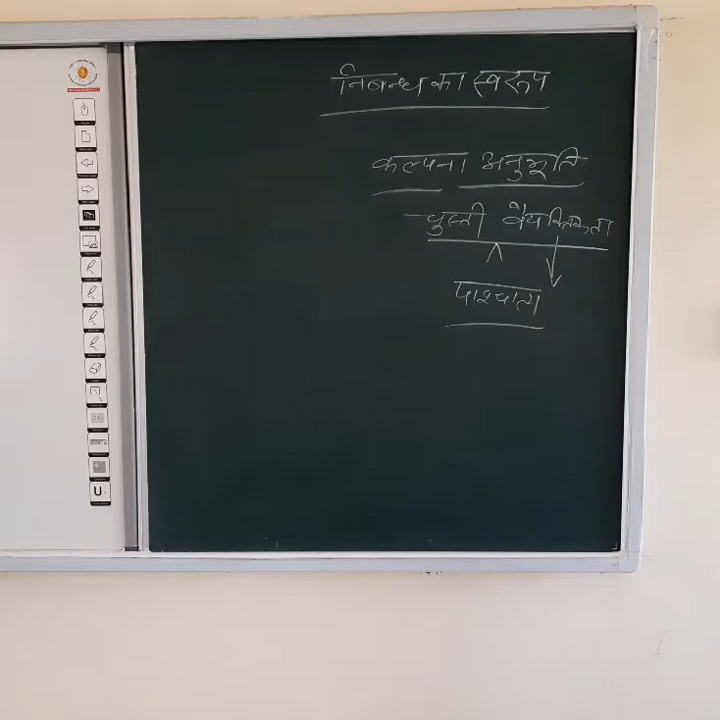 निबन्ध का स्वरूप
कल्पना अनुभूति
- चुस्ती वैयक्तिकता
पाश्चात्य
U